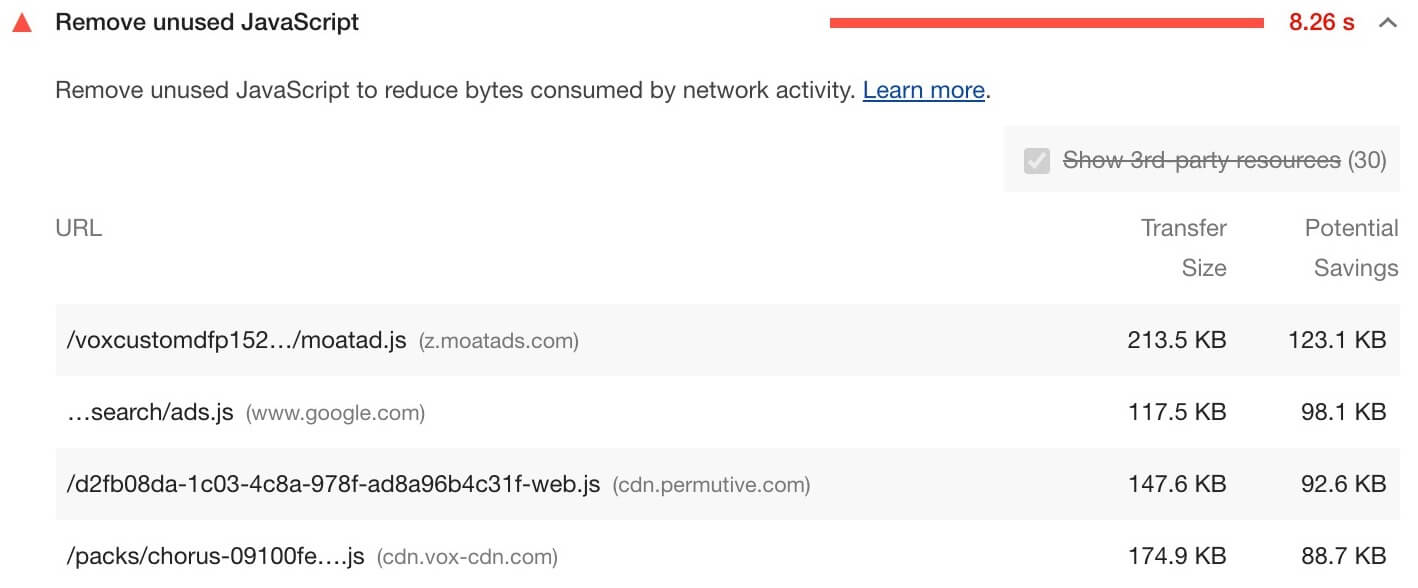 Remove unused JavaScript 8.26 s
Remove unused JavaScript to reduce bytes consumed by network activity. Learn more.
Show 3rd-party resources (30)
URL Transfer Size Potential Savings
/voxcustomdfp152…/moatad.js (z.moatads.com) 213.5 KB 123.1 KB
…search/ads.js (www.google.com) 117.5 KB 98.1 KB
/d2fb08da-1c03-4c8a-978f-ad8a96b4c31f-web.js (cdn.permutive.com) 147.6 KB 92.6 KB
/packs/chorus-09100fe….js (cdn.vox-cdn.com) 174.9 KB 88.7 KB